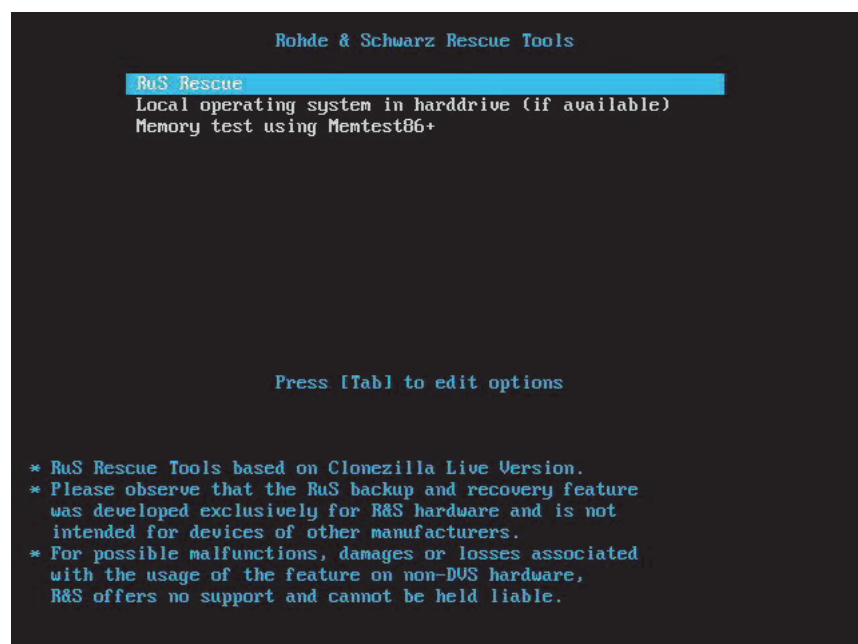 Rohde & Schwarz Rescue Tools
RuS Rescue
Local operating system in harddrive (if available)
Memory test using Memtest86+
Press [Tab] to edit options
* RuS Rescue Tools based on Clonezilla Live Version.
* Please observe that the RuS backup and recovery feature
was developed exclusively for R&S hardware and is not
intended for devices of other manufacturers.
* For possible malfunctions, damages or losses associated
with the usage of the feature on non-DVS hardware,
R&S offers no support and cannot be held liable.